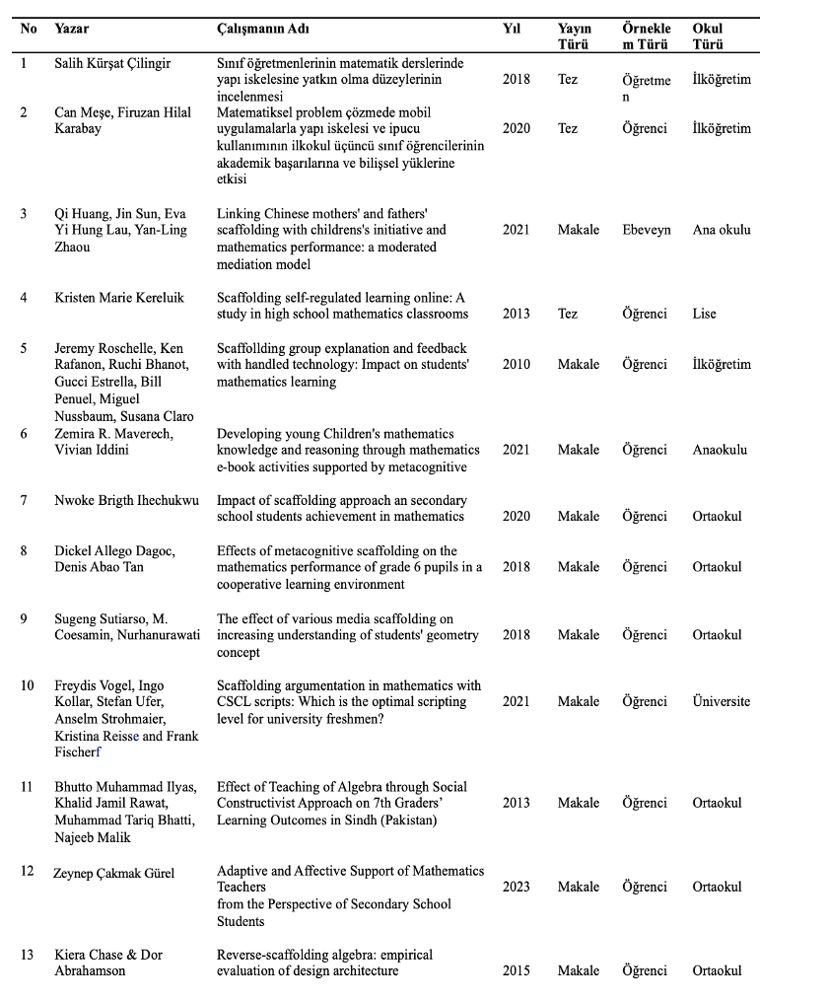 No Yazar Çalışmanın Adı Yıl Yayın Türü Örneklem Türü Okul Türü
1 Salih Kürşat Çilingir Sınıf öğretmenlerinin matematik derslerinde
yapı iskelesine yatkın olma düzeylerinin 2018 Tez Öğretmen İlköğretim
incelenmesi
2 Can Meşe, Firuzan Hilal Matematiksel problem çözmede mobil
Karabay uygulamalarla yapı iskelesi ve ipucu 2020 Tez Öğrenci İlköğretim
kullanımının ilkokul üçüncü sınıf öğrencilerinin
akademik başarılarına ve bilişsel yüklerine
etkisi
3 Qi Huang, Jin Sun, Eva Linking Chinese mothers' and fathers'
Yi Hung Lau, Yan-Ling scaffolding with childrens's initiative and 2021 Makale Ebeveyn Ana okulu
Zhaou mathematics performance: a moderated
mediation model
4 Kristen Marie Kereluik Scaffolding self-regulated learning online: A
study in high school mathematics classrooms 2013 Tez Öğrenci Lise
5 Jeremy Roschelle, Ken Scaffollding group explanation and feedback
Rafanon, Ruchi Bhanot, with handled technology: Impact on students' 2010 Makale Öğrenci İlköğretim
Gucci Estrella, Bill mathematics learning
Penuel, Miguel
Nussbaum, Susana Claro
6 Zemira R. Maverech, Developing young Children's mathematics
Vivian Iddini knowledge and reasoning through mathematics 2021 Makale Öğrenci Anaokulu
e-book activities supported by metacognitive
7 Nwoke Brigth Ihechukwu Impact of scaffolding approach an secondary
school students achievement in mathematics 2020 Makale Öğrenci Ortaokul
8 Dickel Allego Dagoc, Effects of metacognitive scaffolding on the
Denis Abao Tan mathematics performance of grade 6 pupils in a 2018 Makale Öğrenci Ortaokul
cooperative learning environment
9 Sugeng Sutiarso, M. The effect of various media scaffolding on
Coesamin, Nurhanurawati increasing understanding of students' geometry 2018 Makale Öğrenci Ortaokul
concept
10 Freydis Vogel, Ingo Scaffolding argumentation in mathematics with
Kollar, Stefan Ufer, CSCL scripts: Which is the optimal scripting 2021 Makale Öğrenci Üniversite
Anselm Strohmaier, level for university freshmen?
Kristina Reisse and Frank
Fischerf
11 Bhutto Muhammad Ilyas, Effect of Teaching of Algebra through Social
Khalid Jamil Rawat, Constructivist Approach on 7th Graders’ 2013 Makale Öğrenci Ortaokul
Muhammad Tariq Bhatti, Learning Outcomes in Sindh (Pakistan)
Najeeb Malik
12 Zeynep Çakmak Gürel Adaptive and Affective Support of Mathematics
Teachers 2023 Makale Öğrenci Ortaokul
from the Perspective of Secondary School
Students
13 Kiera Chase & Dor Reverse-scaffolding algebra: empirical
Abrahamson evaluation of design architecture 2015 Makale Öğrenci Ortaokul